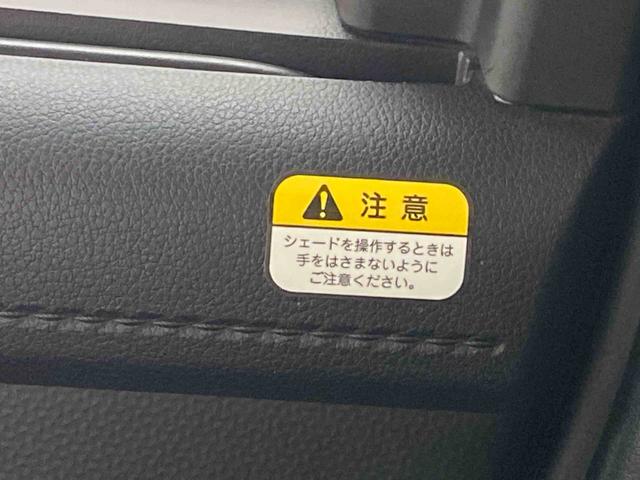 注意
シェードを操作するときは
手をはさまないように
ご注意ください。